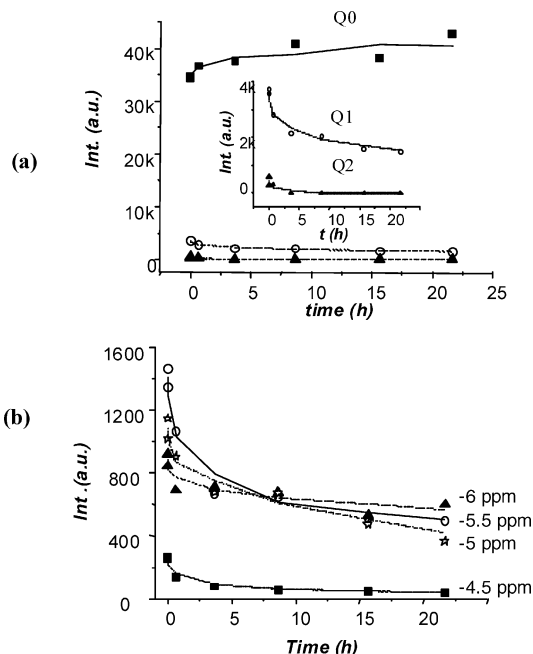 (a)
Int. (a.u.)
40k
30k
20k
10k
0
Q0
Int. (a.u.)
4k
2k
0
Q1
Q2
0 5 10 15 20
t (h)
0 5 10 15 20 25
time (h)
(b)
Int .(a.u.)
1600
1200
800
400
0
-6 ppm
-5.5 ppm
-5 ppm
-4.5 ppm
0 5 10 15 20
Time (h)